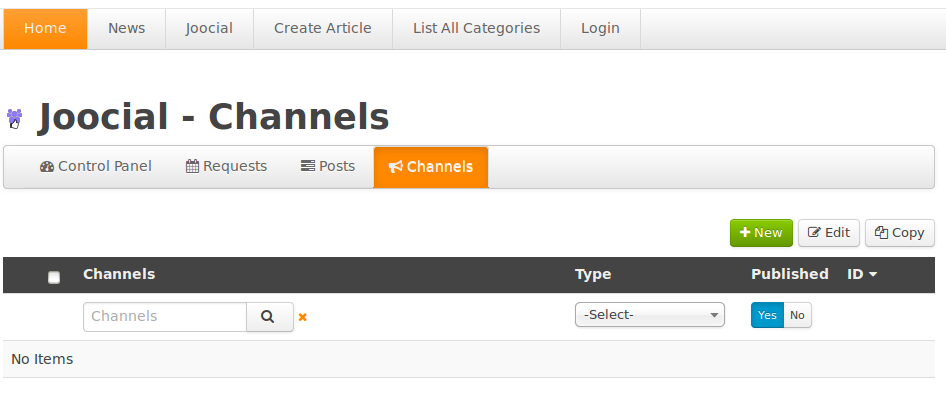 Home News Joocial Create Article List All Categories Login
Joocial - Channels
Control Panel Requests Posts Channels
New Edit Copy
Channels Type Published ID
Channels -Select- Yes No
No Items